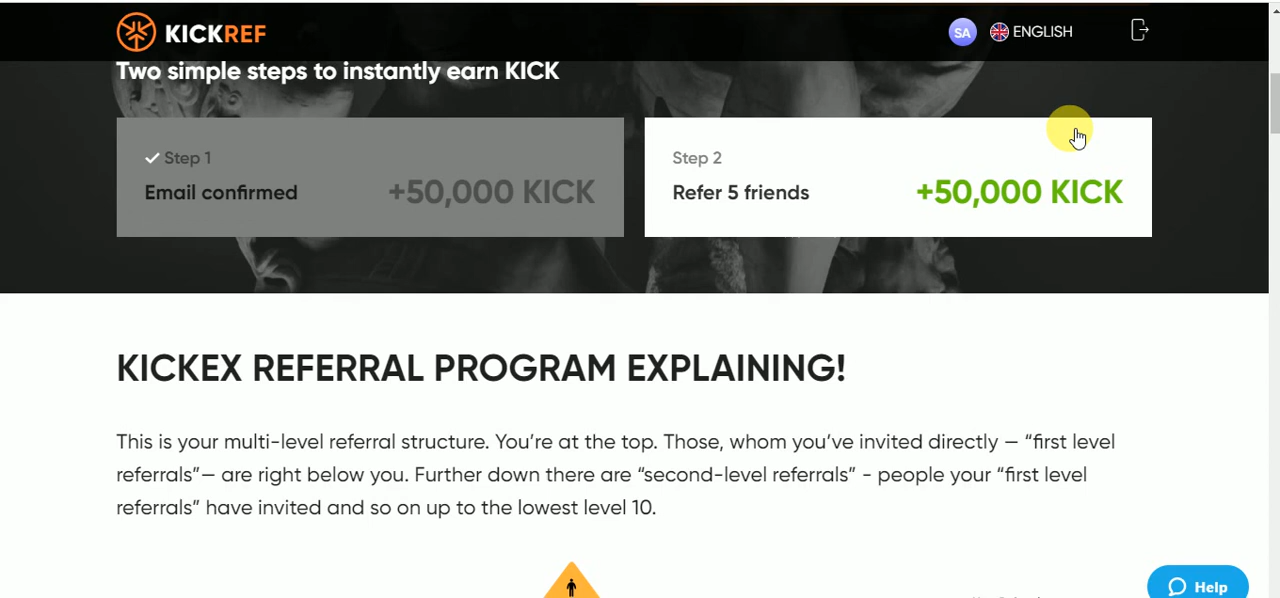 KICKREF
SA
ENGLISH
Two simple steps to instantly earn KICK
Step 1
Email confirmed
+50,000 KICK
Step 2
Refer 5 friends
+50,000 KICK
KICKEX REFERRAL PROGRAM EXPLAINING!
This is your multi-level referral structure. You’re at the top. Those, whom you’ve invited directly — “first level
referrals”— are right below you. Further down there are “second-level referrals” - people your “first level
referrals” have invited and so on up to the lowest level 10.
Help